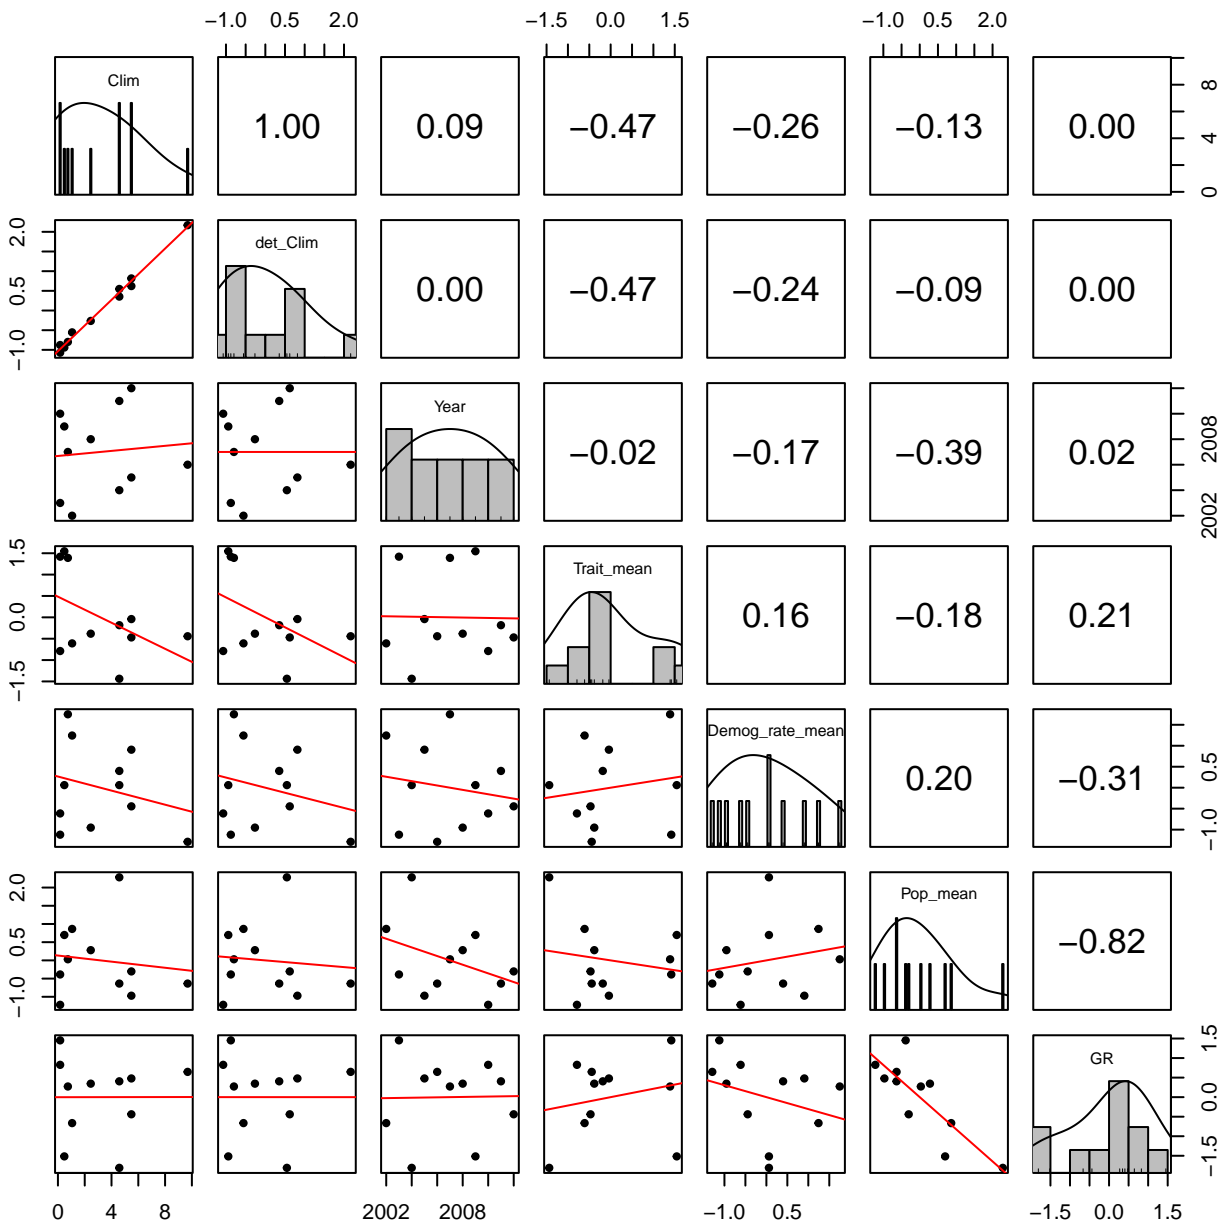 −1.0 0.5 2.0 −1.5 0.0 1.5 −1.0 0.5 2.0
Clim 1.00 0.09 −0.47 −0.26 −0.13 0.00 0 4 8
−1.0 0.5 2.0 det_Clim 0.00 −0.47 −0.24 −0.09 0.00
Year −0.02 −0.17 −0.39 0.02 2002 2008
−1.5 0.0 1.5 Trait_mean 0.16 −0.18 0.21
Demog_rate_mean 0.20 −0.31 −1.0 0.5
−1.0 0.5 2.0 Pop_mean −0.82
GR −1.5 0.0 1.5
0 4 8 2002 2008 −1.0 0.5 −1.5 0.0 1.5